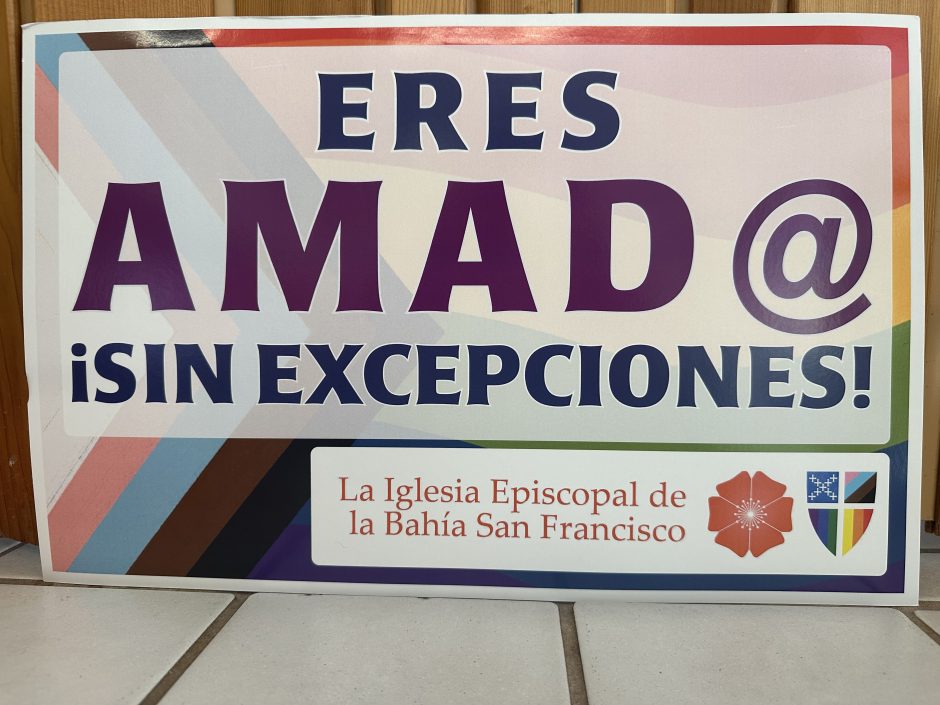 ERES
AMAD@
¡SIN EXCEPCIONES!
La Iglesia Episcopal de
la Bahía San Francisco